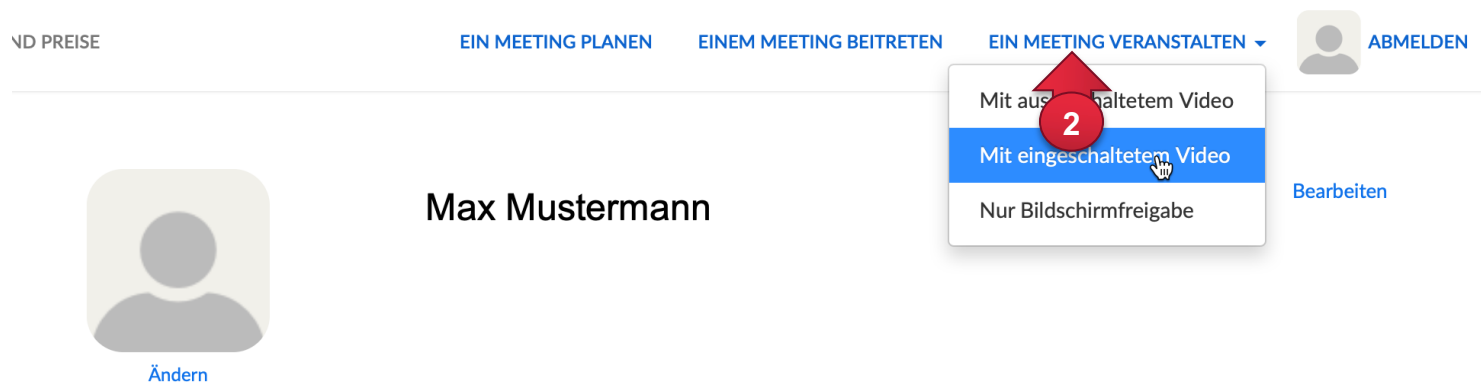 ND PREISE
EIN MEETING PLANEN
EINEM MEETING BEITRETEN
EIN MEETING VERANSTALTEN
ABMELDEN
Mit ausgeschaltetem Video
2
Mit eingeschaltetem Video
Nur Bildschirmfreigabe
Max Mustermann
Bearbeiten
Ändern